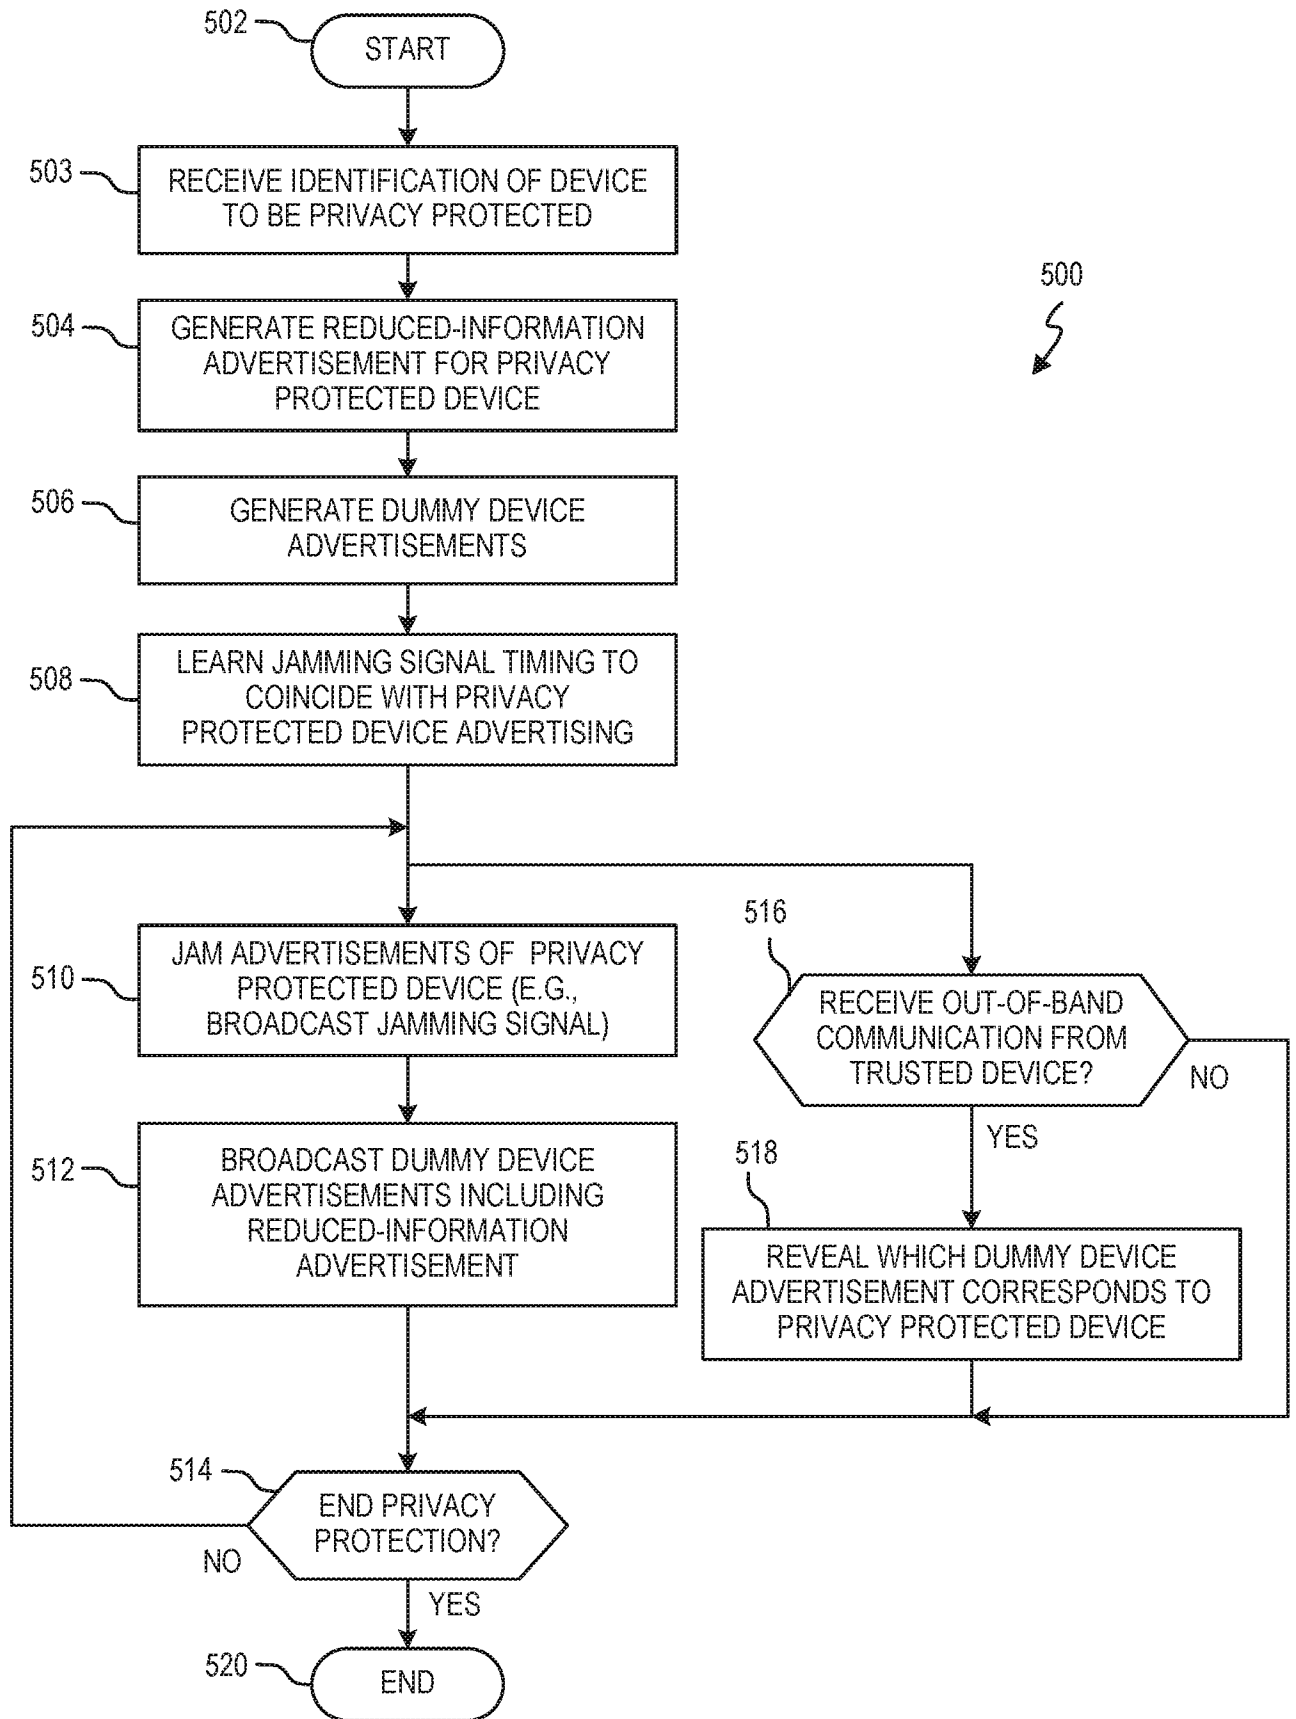 502
START
503
RECEIVE IDENTIFICATION OF DEVICE
TO BE PRIVACY PROTECTED
500
504
GENERATE REDUCED-INFORMATION
ADVERTISEMENT FOR PRIVACY
PROTECTED DEVICE
506
GENERATE DUMMY DEVICE
ADVERTISEMENTS
508
LEARN JAMMING SIGNAL TIMING TO
COINCIDE WITH PRIVACY
PROTECTED DEVICE ADVERTISING
510
JAM ADVERTISEMENTS OF PRIVACY
PROTECTED DEVICE (E.G.,
BROADCAST JAMMING SIGNAL)
516
RECEIVE OUT-OF-BAND
COMMUNICATION FROM
TRUSTED DEVICE?
NO
YES
512
BROADCAST DUMMY DEVICE
ADVERTISEMENTS INCLUDING
REDUCED-INFORMATION
ADVERTISEMENT
518
REVEAL WHICH DUMMY DEVICE
ADVERTISEMENT CORRESPONDS TO
PRIVACY PROTECTED DEVICE
514
END PRIVACY
PROTECTION?
NO
YES
520
END